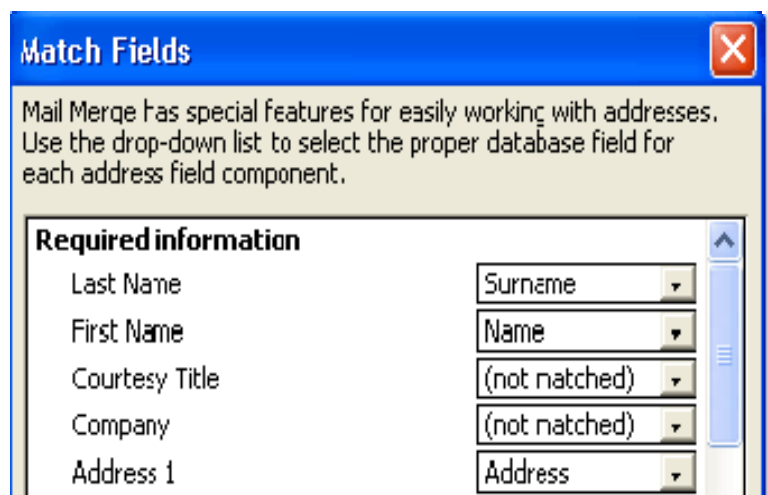 Match Fields
Mail Merge has special features for easily working with addresses.
Use the drop-down list to select the proper database field for
each address field component.
Required information
Last Name Surname
First Name Name
Courtesy Title (not matched)
Company (not matched)
Address 1 Address